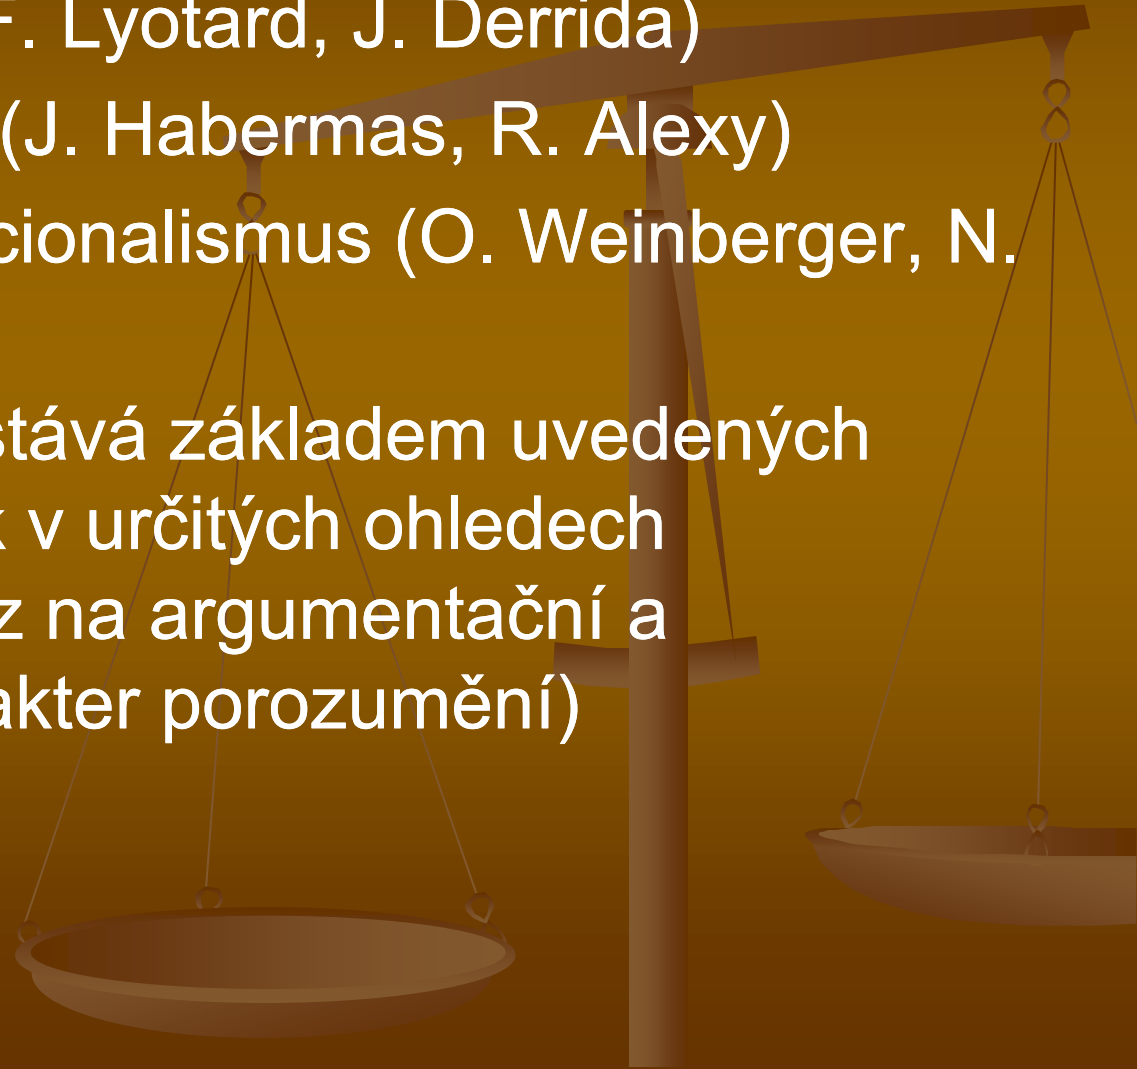 F. Lyotard, J. Derrida)
(J. Habermas, R. Alexy)
cionalismus (O. Weinberger, N.
stává základem uvedených
k v určitých ohledech
z na argumentační a
akter porozumění)